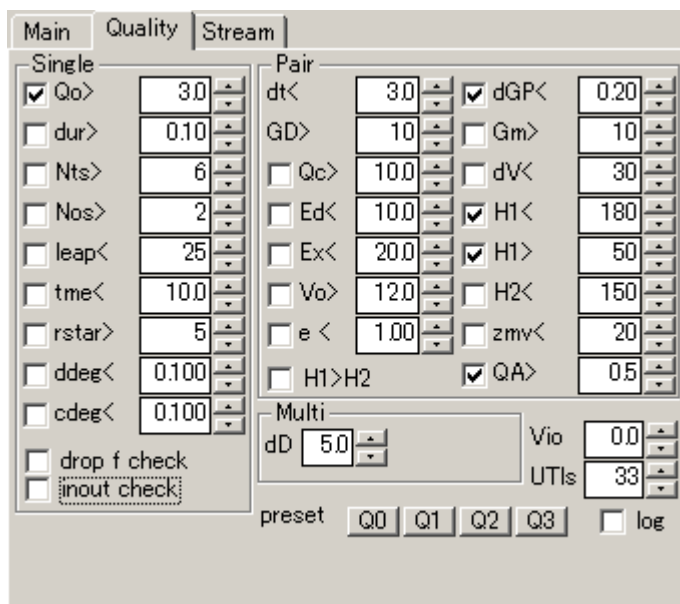 Main Quality Stream
Single
Qo> 3.0
dur> 0.10
Nts> 6
Nos> 2
leap< 25
tme< 10.0
rstar> 5
ddeg< 0.100
cdeg< 0.100
drop f check
inout check
Pair
dt< 3.0 dGP< 0.20
GD> 10 Gm> 10
Qc> 10.0 dV< 30
Ed< 10.0 H1< 180
Ex< 20.0 H1> 50
Vo> 12.0 H2< 150
e < 1.00 zmv< 20
H1>H2 QA> 0.5
Multi
dD 5.0
Vio 0.0
UTls 33
preset Q0 Q1 Q2 Q3 log